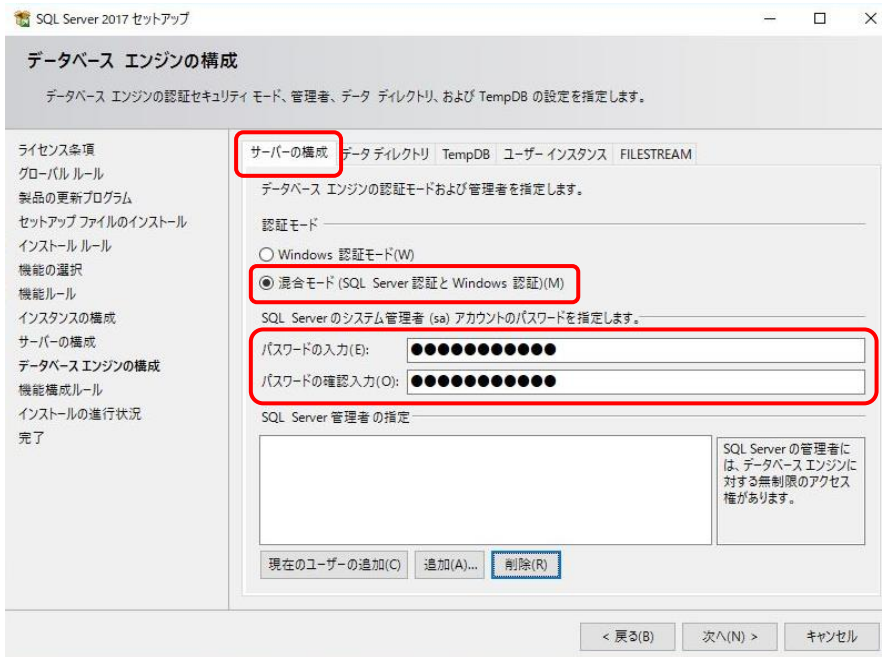 SQL Server 2017 セットアップ
データベース エンジンの構成
データベース エンジンの認証セキュリティ モード、管理者、データ ディレクトリ、および TempDB の設定を指定します。
ライセンス条項
グローバル ルール
製品の更新プログラム
セットアップ ファイルのインストール
インストール ルール
機能の選択
機能ルール
インスタンスの構成
サーバーの構成
データベース エンジンの構成
機能構成ルール
インストールの進行状況
完了
サーバーの構成 データ ディレクトリ TempDB ユーザー インスタンス FILESTREAM
データベース エンジンの認証モードおよび管理者を指定します。
認証モード
Windows 認証モード(W)
混合モード (SQL Server 認証と Windows 認証)(M)
SQL Server のシステム管理者 (sa) アカウントのパスワードを指定します。
パスワードの入力(E): ●●●●●●●●●●●
パスワードの確認入力(O): ●●●●●●●●●●●
SQL Server 管理者の指定
SQL Server の管理者に
は、データベース エンジンに
対する無制限のアクセス
権があります。
現在のユーザーの追加(C) 追加(A)... 削除(R)
< 戻る(B) 次へ(N) > キャンセル